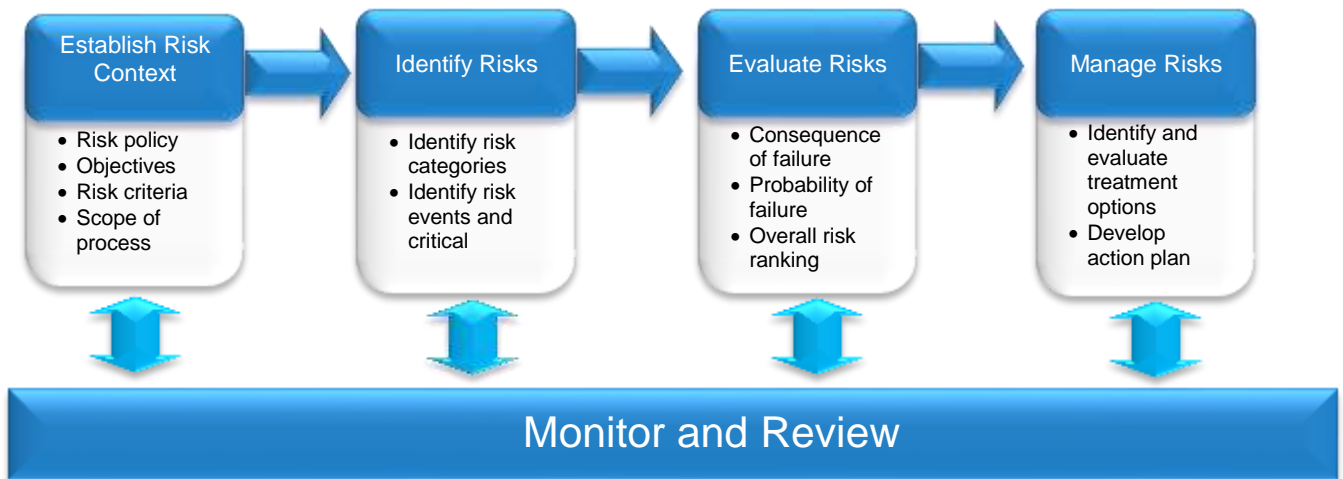 Establish Risk
Context
• Risk policy
• Objectives
• Risk criteria
• Scope of
process
Identify Risks
• Identify risk
categories
• Identify risk
events and
critical
Evaluate Risks
• Consequence
of failure
• Probability of
failure
• Overall risk
ranking
Manage Risks
• Identify and
evaluate
treatment
options
• Develop
action plan
Monitor and Review